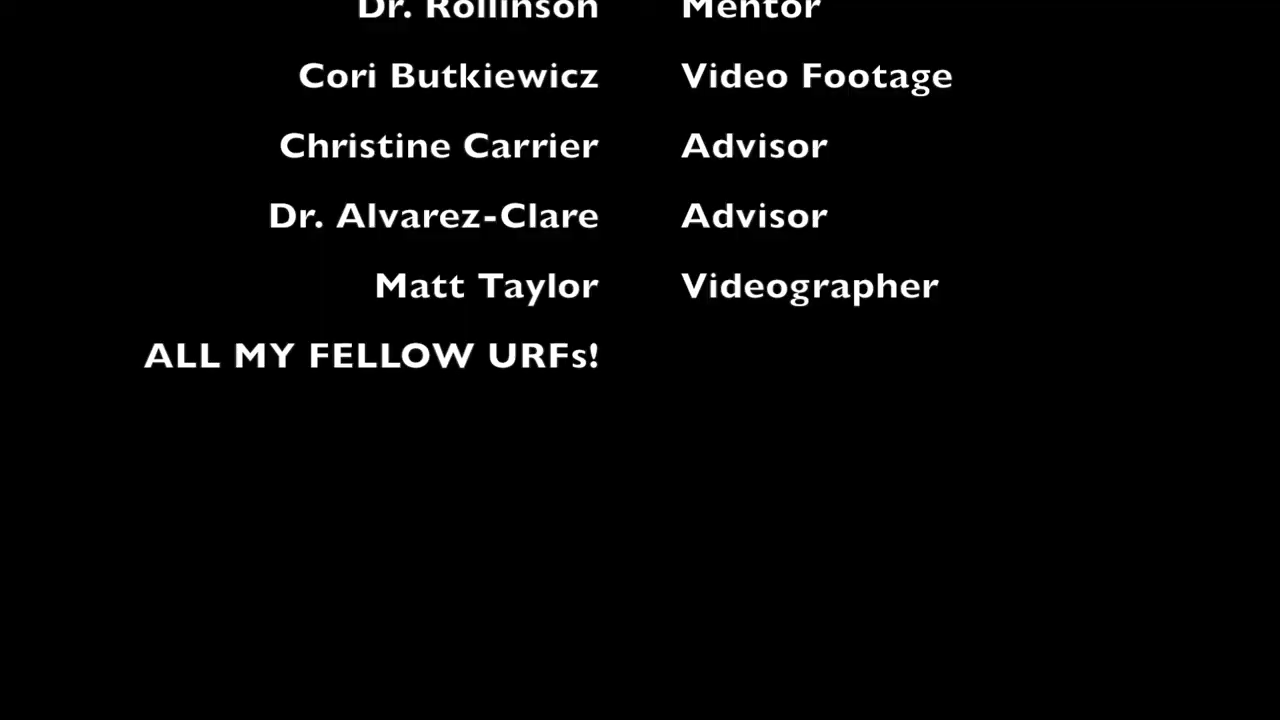 Dr. Rollinson Mentor
Cori Butkiewicz Video Footage
Christine Carrier Advisor
Dr. Alvarez-Clare Advisor
Matt Taylor Videographer
ALL MY FELLOW URFs!